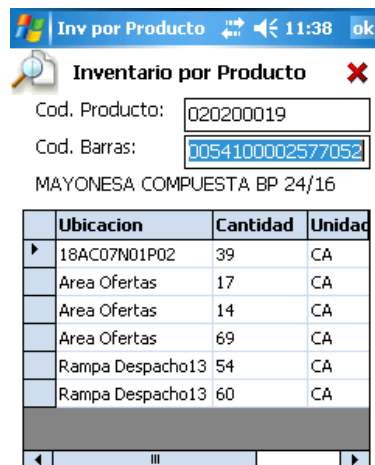 Inv por Producto 11:38 ok
Inventario por Producto
Cod. Producto: 020200019
Cod. Barras: 0054100002577052
MAYONESA COMPUESTA BP 24/16
Ubicacion Cantidad Unidad
18AC07N01P02 39 CA
Area Ofertas 17 CA
Area Ofertas 14 CA
Area Ofertas 69 CA
Rampa Despacho13 54 CA
Rampa Despacho13 60 CA